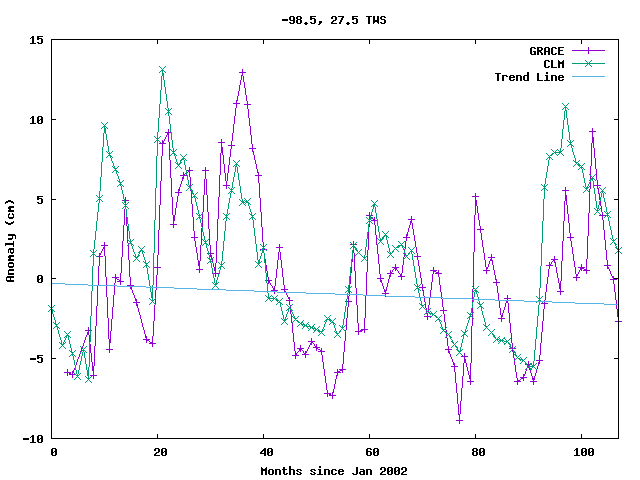 -98.5, 27.5 TWS
GRACE
CLM
Trend Line
15
10
5
0
-5
-10
Anomaly (cm)
0 20 40 60 80 100
Months since Jan 2002